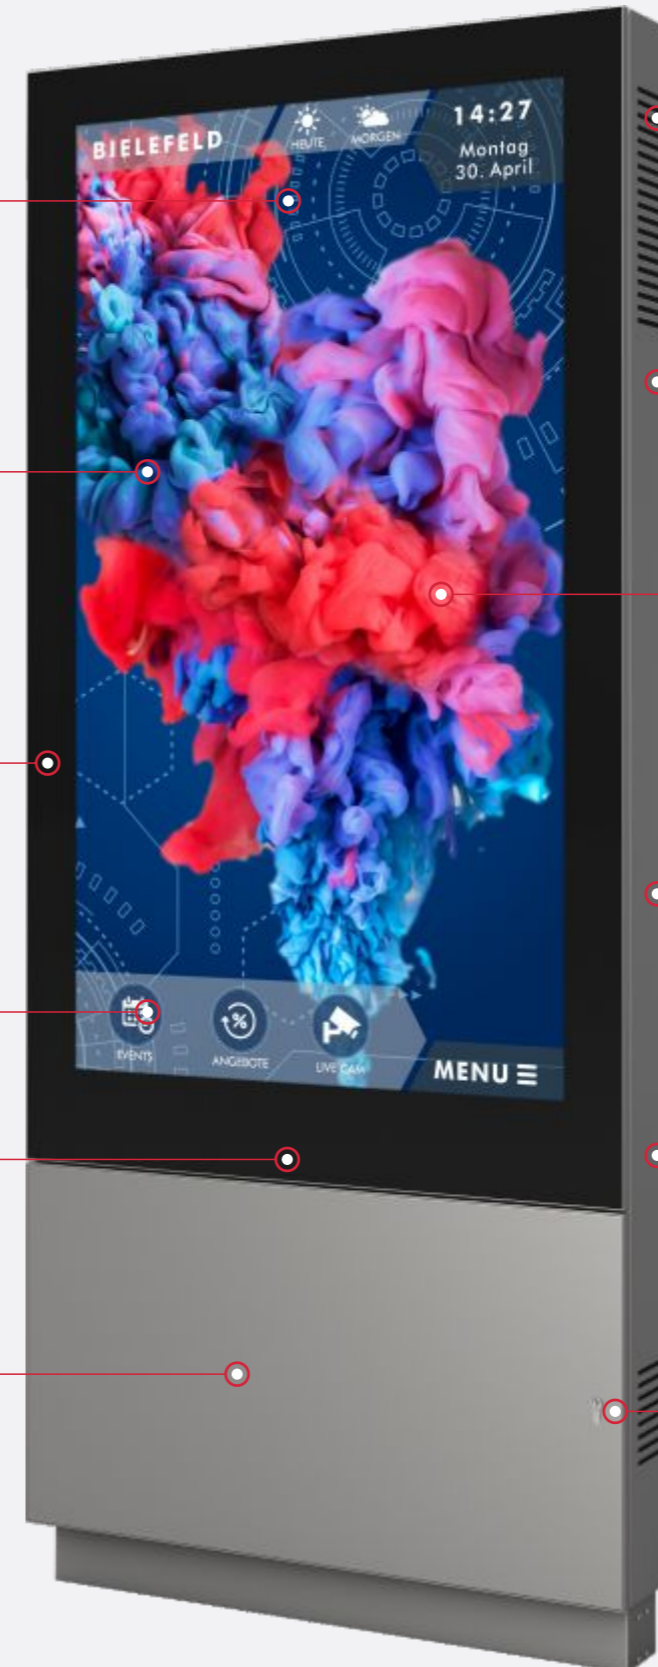 BIELEFELD
HEUTE
MORGEN
14:27
Montag
30. April
EVENTS
ANGEBOTE
LIVE CAM
MENU